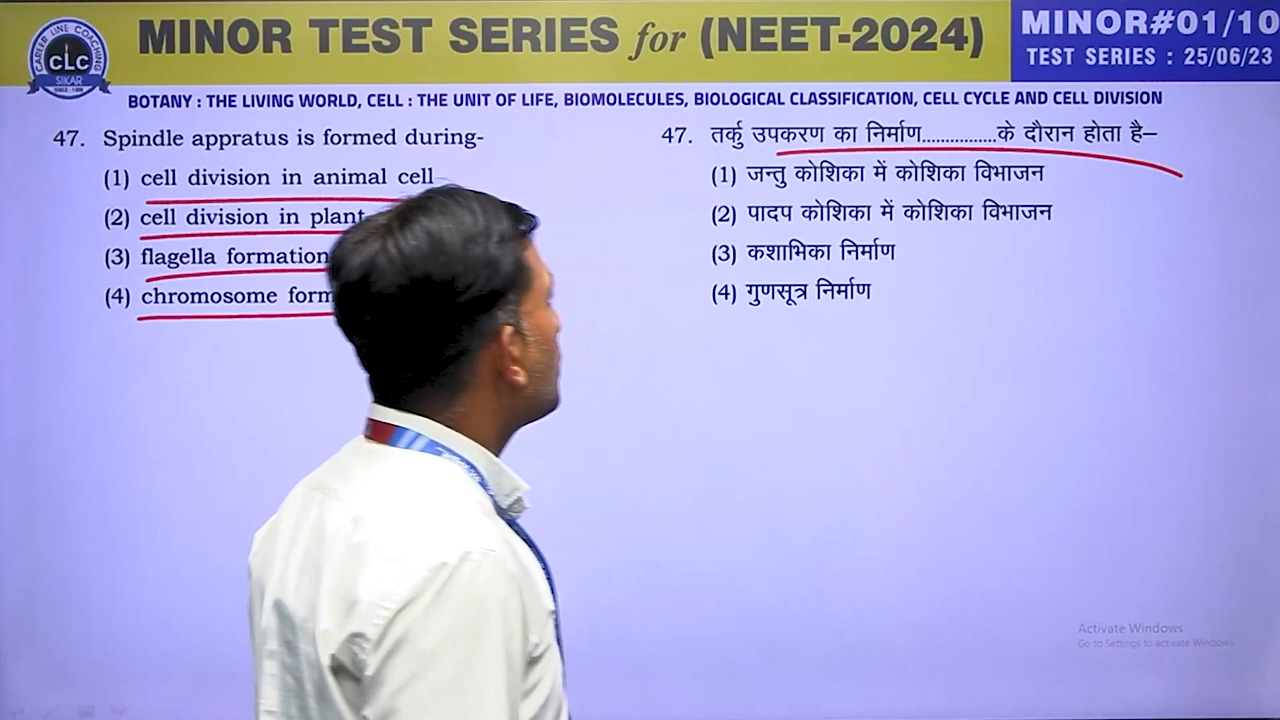 MINOR TEST SERIES for (NEET-2024)
MINOR#01/10
TEST SERIES : 25/06/23
CAREER LINE COACHING
CLC
SIKAR
BOTANY : THE LIVING WORLD, CELL : THE UNIT OF LIFE, BIOMOLECULES, BIOLOGICAL CLASSIFICATION, CELL CYCLE AND CELL DIVISION
47. Spindle appratus is formed during-
(1) cell division in animal cell
(2) cell division in plant
(3) flagella formation
(4) chromosome form
47. तर्कु उपकरण का निर्माण................के दौरान होता है–
(1) जन्तु कोशिका में कोशिका विभाजन
(2) पादप कोशिका में कोशिका विभाजन
(3) कशाभिका निर्माण
(4) गुणसूत्र निर्माण
Activate Windows
Go to Settings to activate Windows.